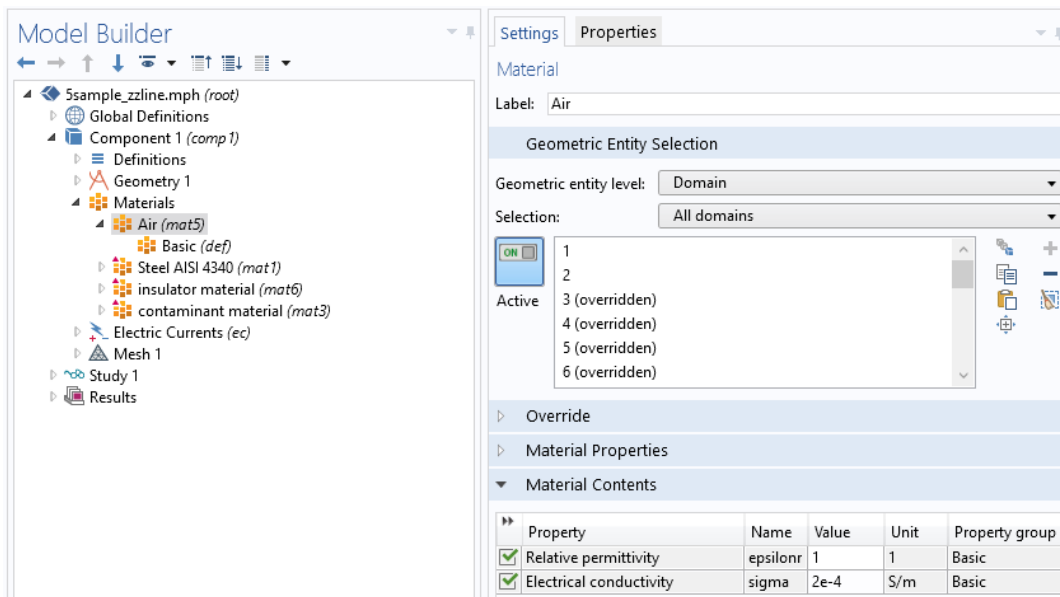 Model Builder
5sample_zzline.mph (root)
Global Definitions
Component 1 (comp1)
Definitions
Geometry 1
Materials
Air (mat5)
Basic (def)
Steel AISI 4340 (mat1)
insulator material (mat6)
contaminant material (mat3)
Electric Currents (ec)
Mesh 1
Study 1
Results
Settings Properties
Material
Label: Air
Geometric Entity Selection
Geometric entity level: Domain
Selection: All domains
ON
Active
1
2
3 (overridden)
4 (overridden)
5 (overridden)
6 (overridden)
Override
Material Properties
Material Contents
Property Name Value Unit Property group
Relative permittivity epsilonr 1 1 Basic
Electrical conductivity sigma 2e-4 S/m Basic